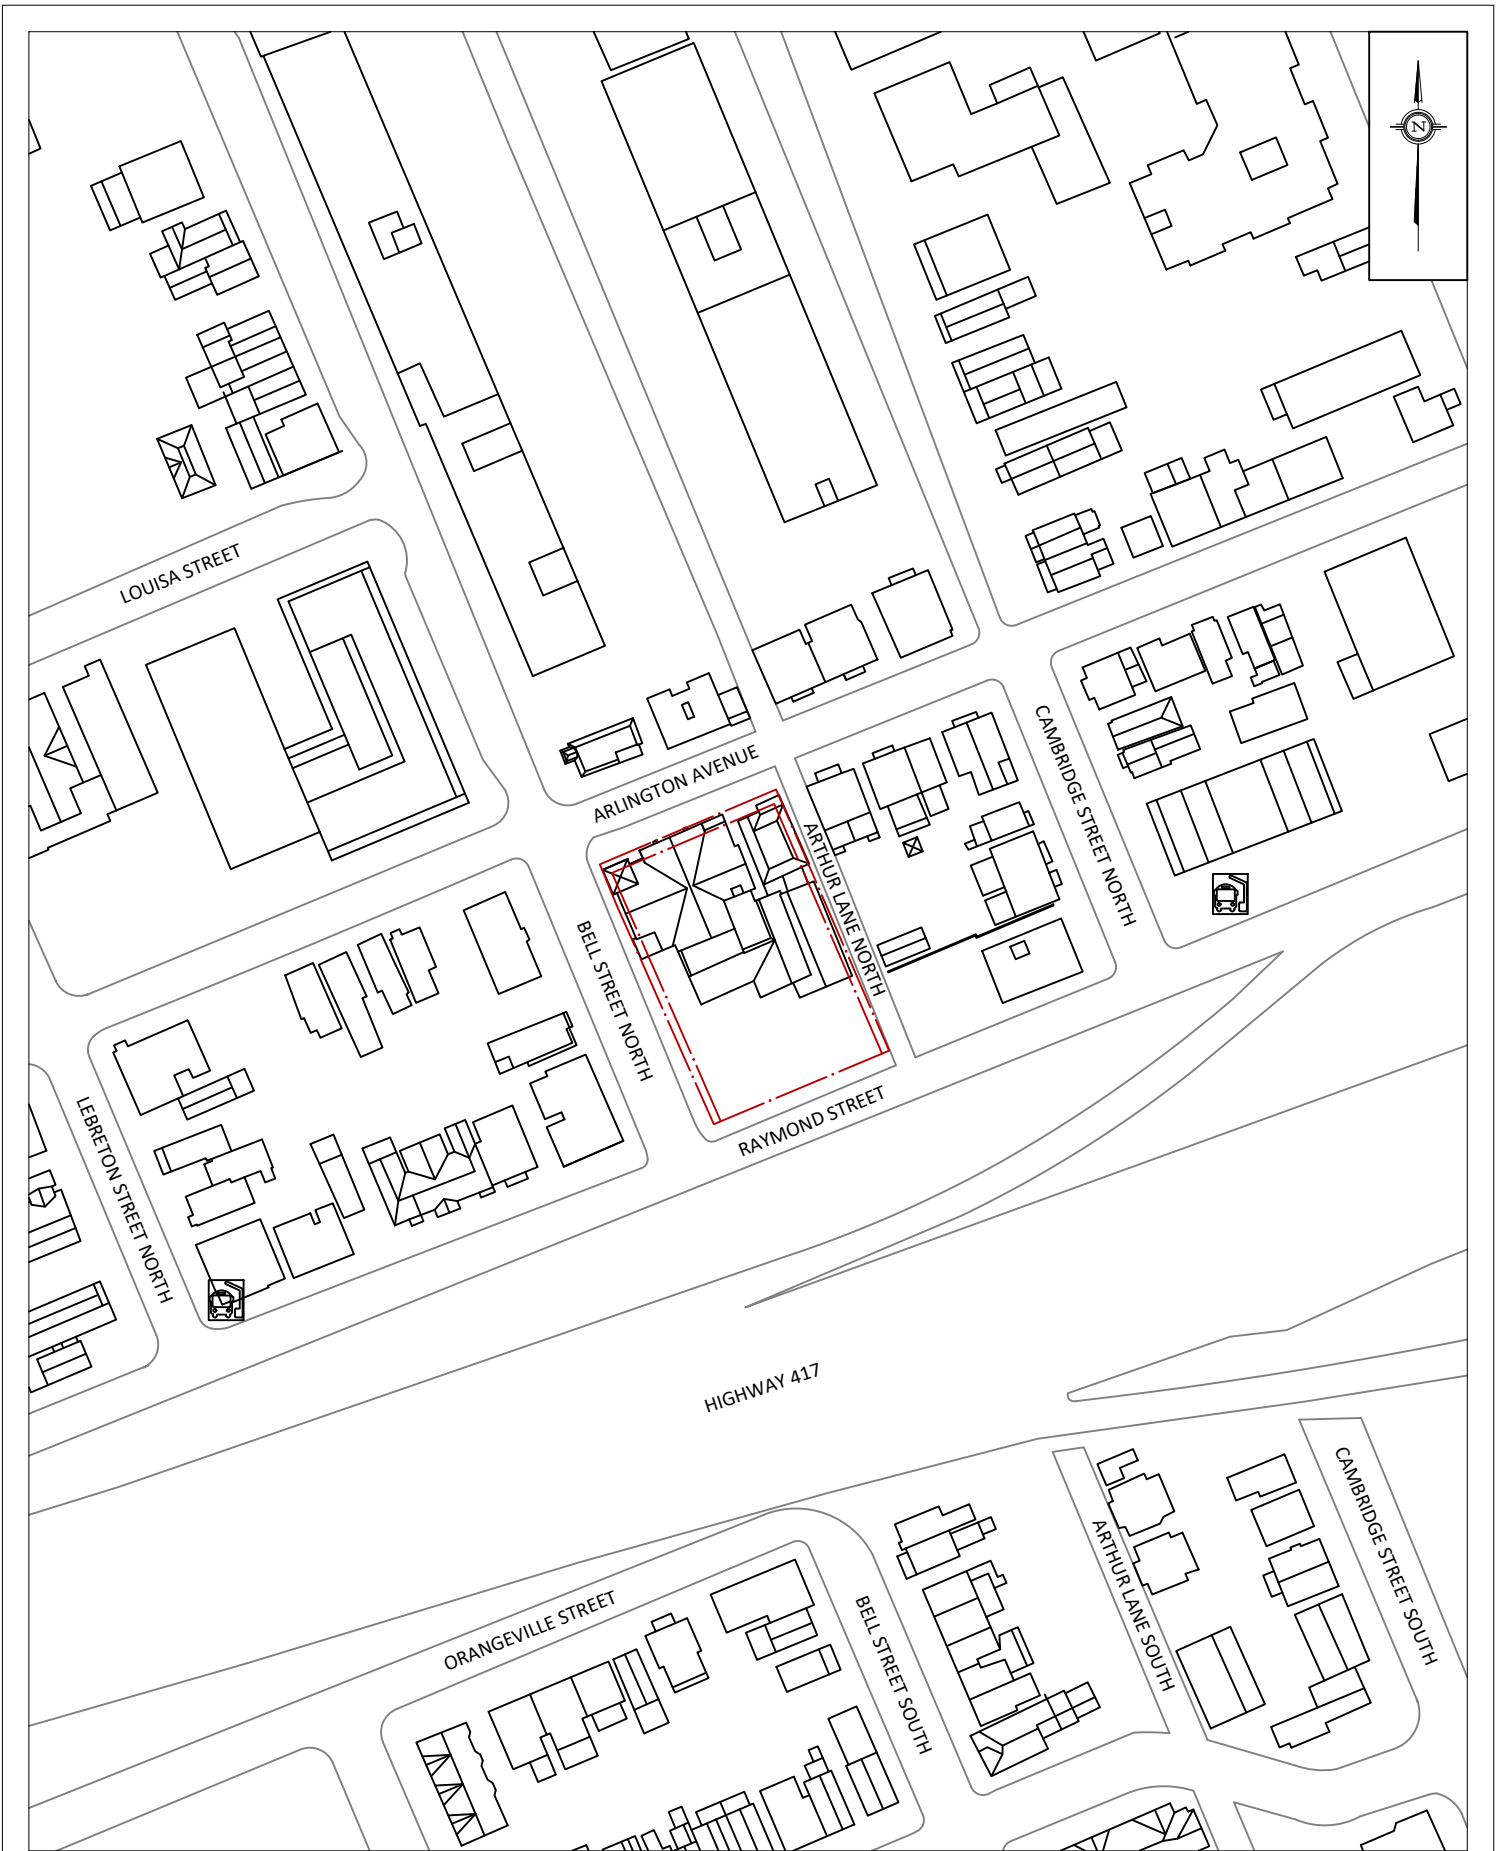 N
LOUISA STREET
ARLINGTON AVENUE
CAMBRIDGE STREET NORTH
ARTHUR LANE NORTH
BELL STREET NORTH
LEBRETON STREET NORTH
RAYMOND STREET
HIGHWAY 417
CAMBRIDGE STREET SOUTH
ARTHUR LANE SOUTH
ORANGEVILLE STREET
BELL STREET SOUTH